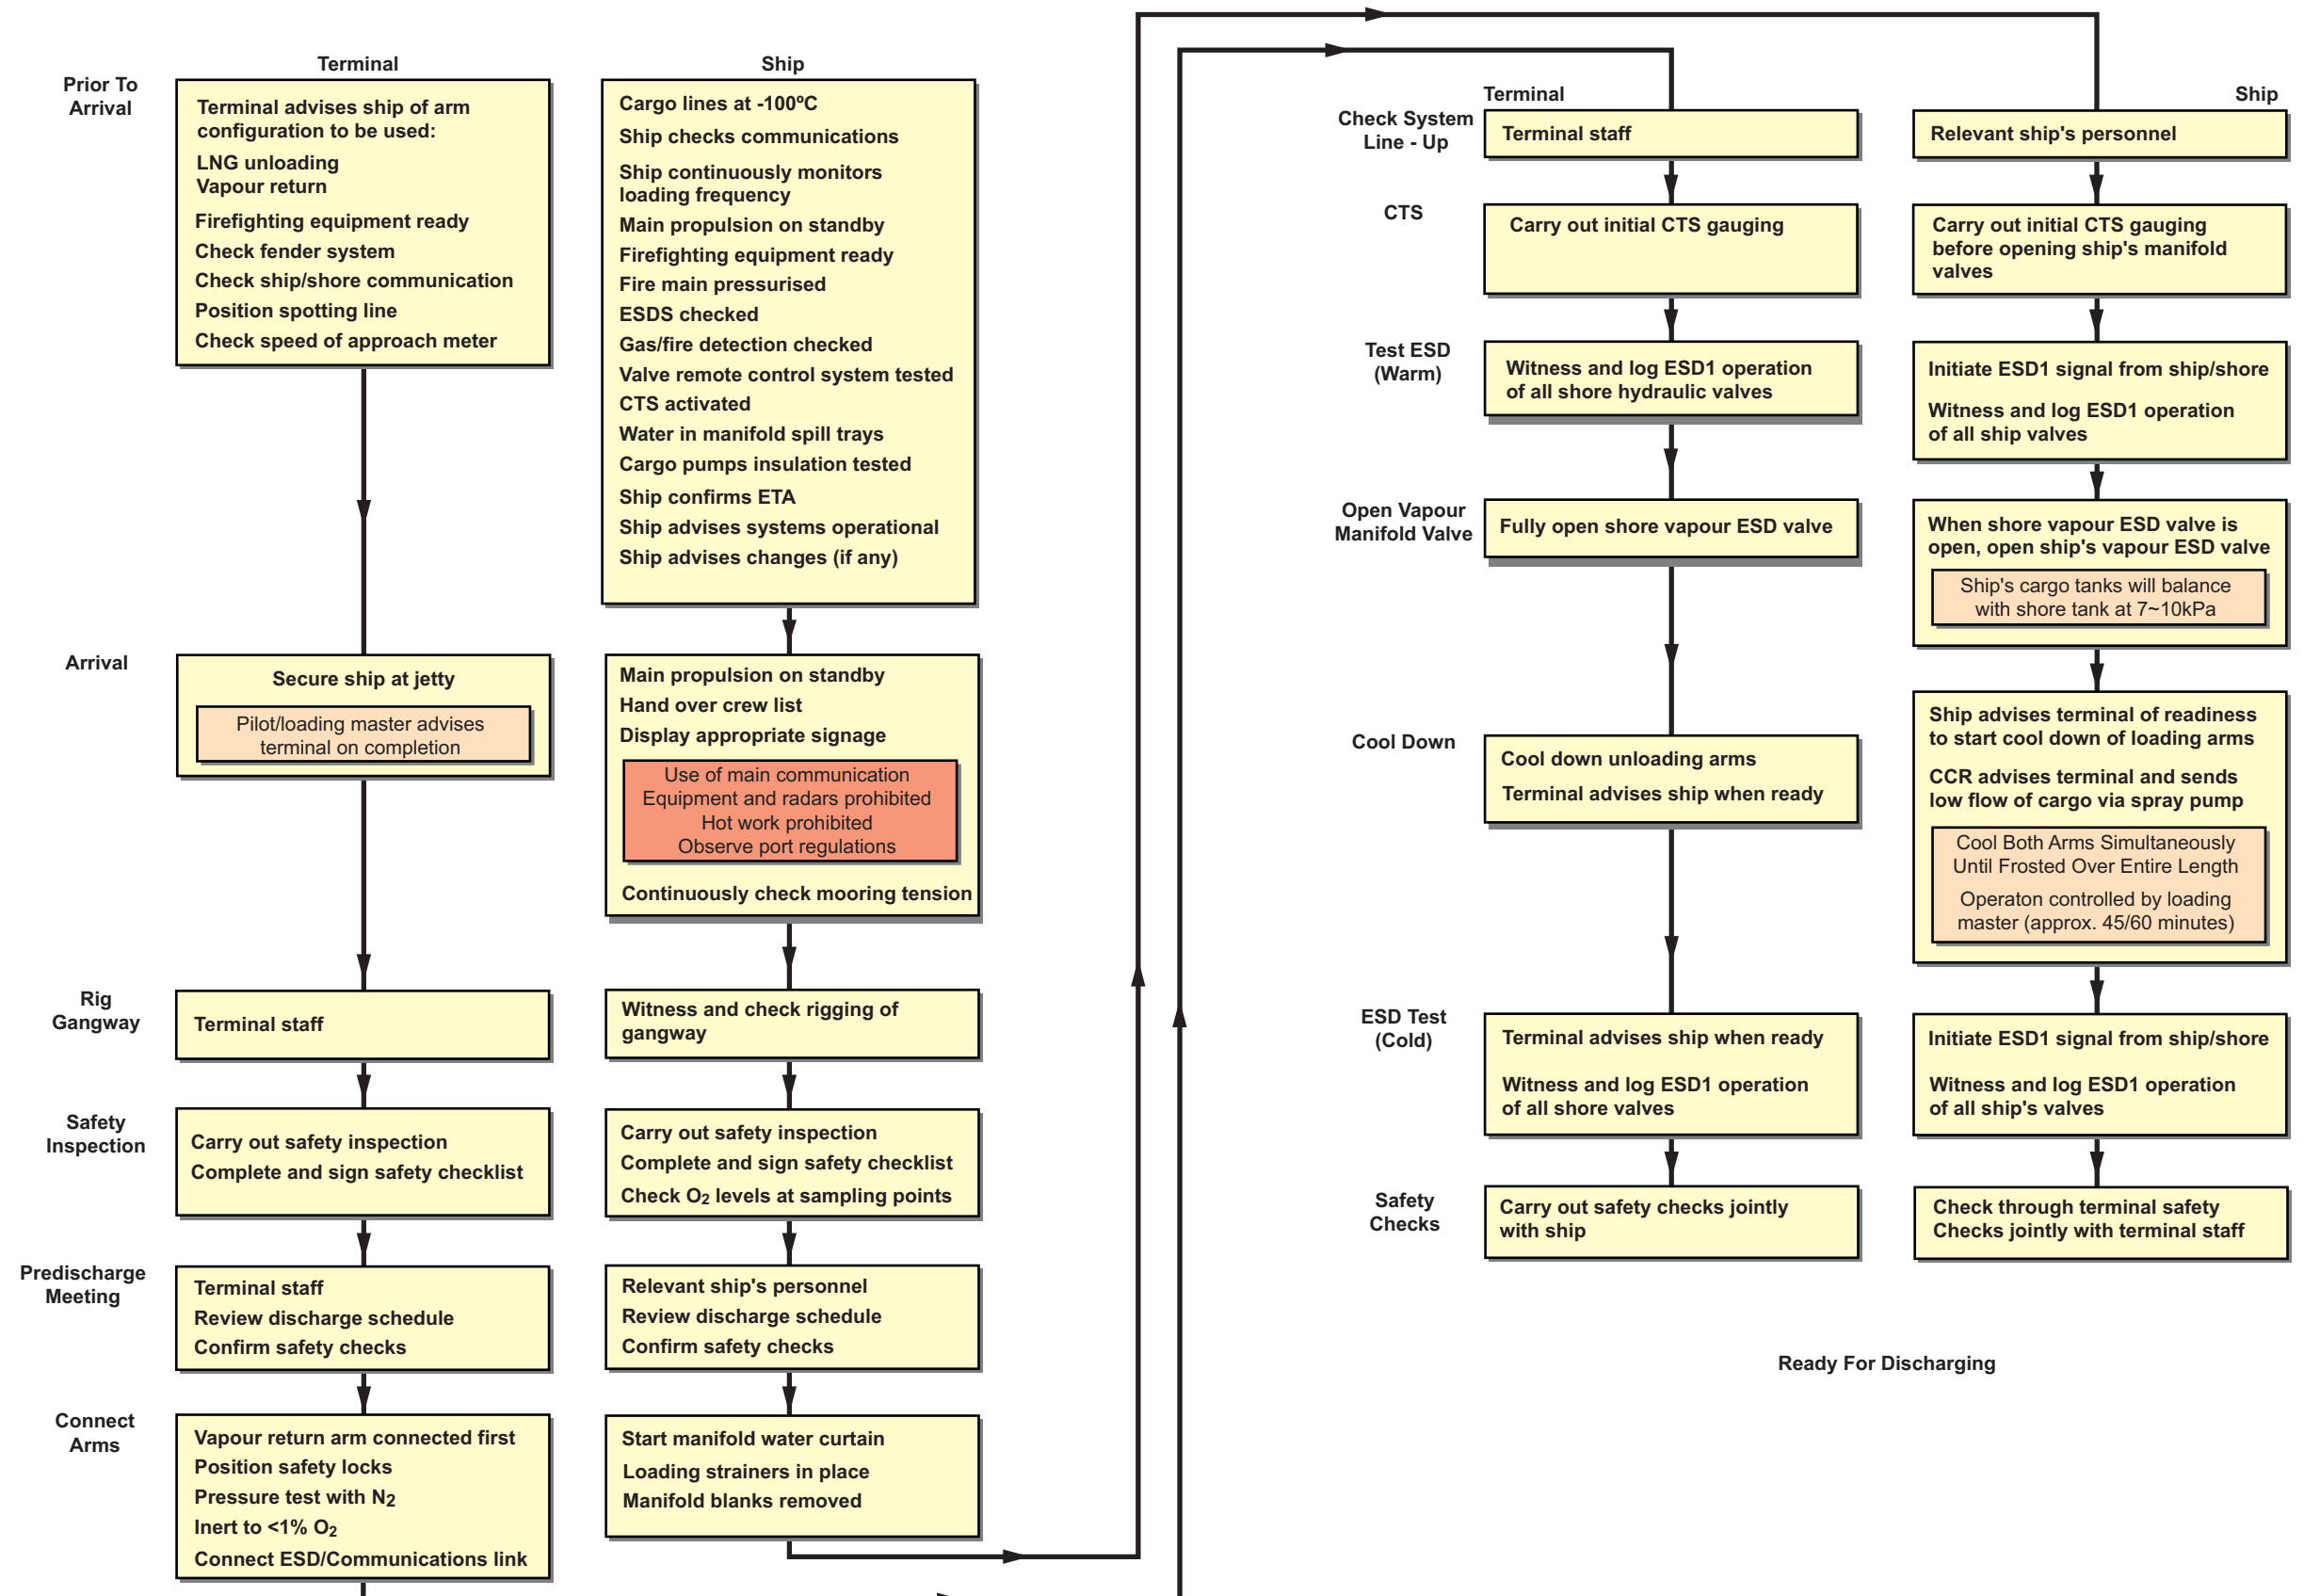 Terminal
Ship
Prior To
Arrival
Terminal advises ship of arm
configuration to be used:
LNG unloading
Vapour return
Firefighting equipment ready
Check fender system
Check ship/shore communication
Position spotting line
Check speed of approach meter
Cargo lines at -100ºC
Ship checks communications
Ship continuously monitors
loading frequency
Main propulsion on standby
Firefighting equipment ready
Fire main pressurised
ESDS checked
Gas/fire detection checked
Valve remote control system tested
CTS activated
Water in manifold spill trays
Cargo pumps insulation tested
Ship confirms ETA
Ship advises systems operational
Ship advises changes (if any)
Arrival
Secure ship at jetty
Pilot/loading master advises
terminal on completion
Main propulsion on standby
Hand over crew list
Display appropriate signage
Use of main communication
Equipment and radars prohibited
Hot work prohibited
Observe port regulations
Continuously check mooring tension
Rig
Gangway
Terminal staff
Witness and check rigging of
gangway
Safety
Inspection
Carry out safety inspection
Complete and sign safety checklist
Carry out safety inspection
Complete and sign safety checklist
Check O2 levels at sampling points
Predischarge
Meeting
Terminal staff
Review discharge schedule
Confirm safety checks
Relevant ship's personnel
Review discharge schedule
Confirm safety checks
Connect
Arms
Vapour return arm connected first
Position safety locks
Pressure test with N2
Inert to <1% O2
Connect ESD/Communications link
Start manifold water curtain
Loading strainers in place
Manifold blanks removed
Terminal
Ship
Check System
Line - Up
Terminal staff
Relevant ship's personnel
CTS
Carry out initial CTS gauging
Carry out initial CTS gauging
before opening ship's manifold
valves
Test ESD
(Warm)
Witness and log ESD1 operation
of all shore hydraulic valves
Initiate ESD1 signal from ship/shore
Witness and log ESD1 operation
of all ship valves
Open Vapour
Manifold Valve
Fully open shore vapour ESD valve
When shore vapour ESD valve is
open, open ship's vapour ESD valve
Ship's cargo tanks will balance
with shore tank at 7~10kPa
Cool Down
Cool down unloading arms
Terminal advises ship when ready
Ship advises terminal of readiness
to start cool down of loading arms
CCR advises terminal and sends
low flow of cargo via spray pump
Cool Both Arms Simultaneously
Until Frosted Over Entire Length
Operaton controlled by loading
master (approx. 45/60 minutes)
ESD Test
(Cold)
Terminal advises ship when ready
Witness and log ESD1 operation
of all shore valves
Initiate ESD1 signal from ship/shore
Witness and log ESD1 operation
of all ship's valves
Safety
Checks
Carry out safety checks jointly
with ship
Check through terminal safety
Checks jointly with terminal staff
Ready For Discharging